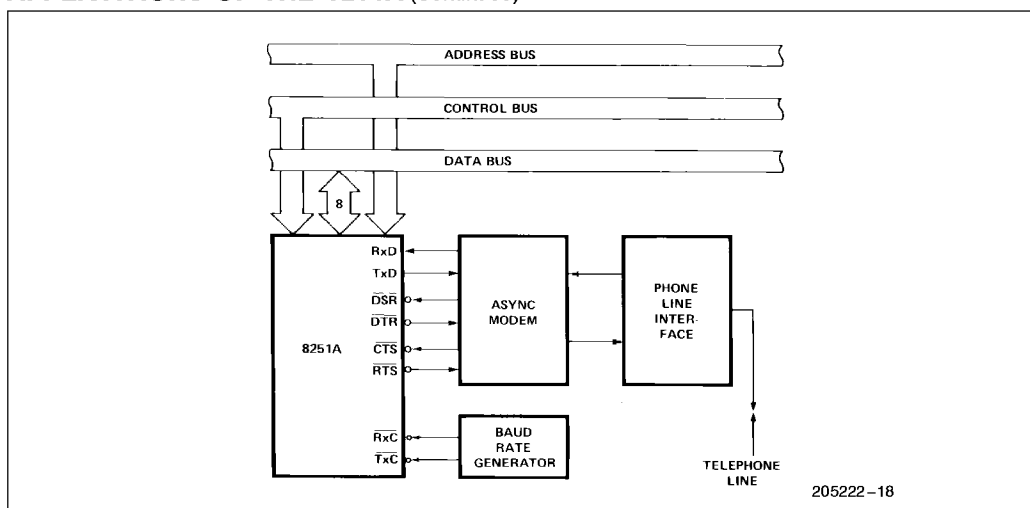 ADDRESS BUS
CONTROL BUS
DATA BUS
8
8251A
RxD
TxD
DSR
DTR
CTS
RTS
RxC
TxC
ASYNC
MODEM
PHONE
LINE
INTER-
FACE
BAUD
RATE
GENERATOR
TELEPHONE
LINE
205222-18